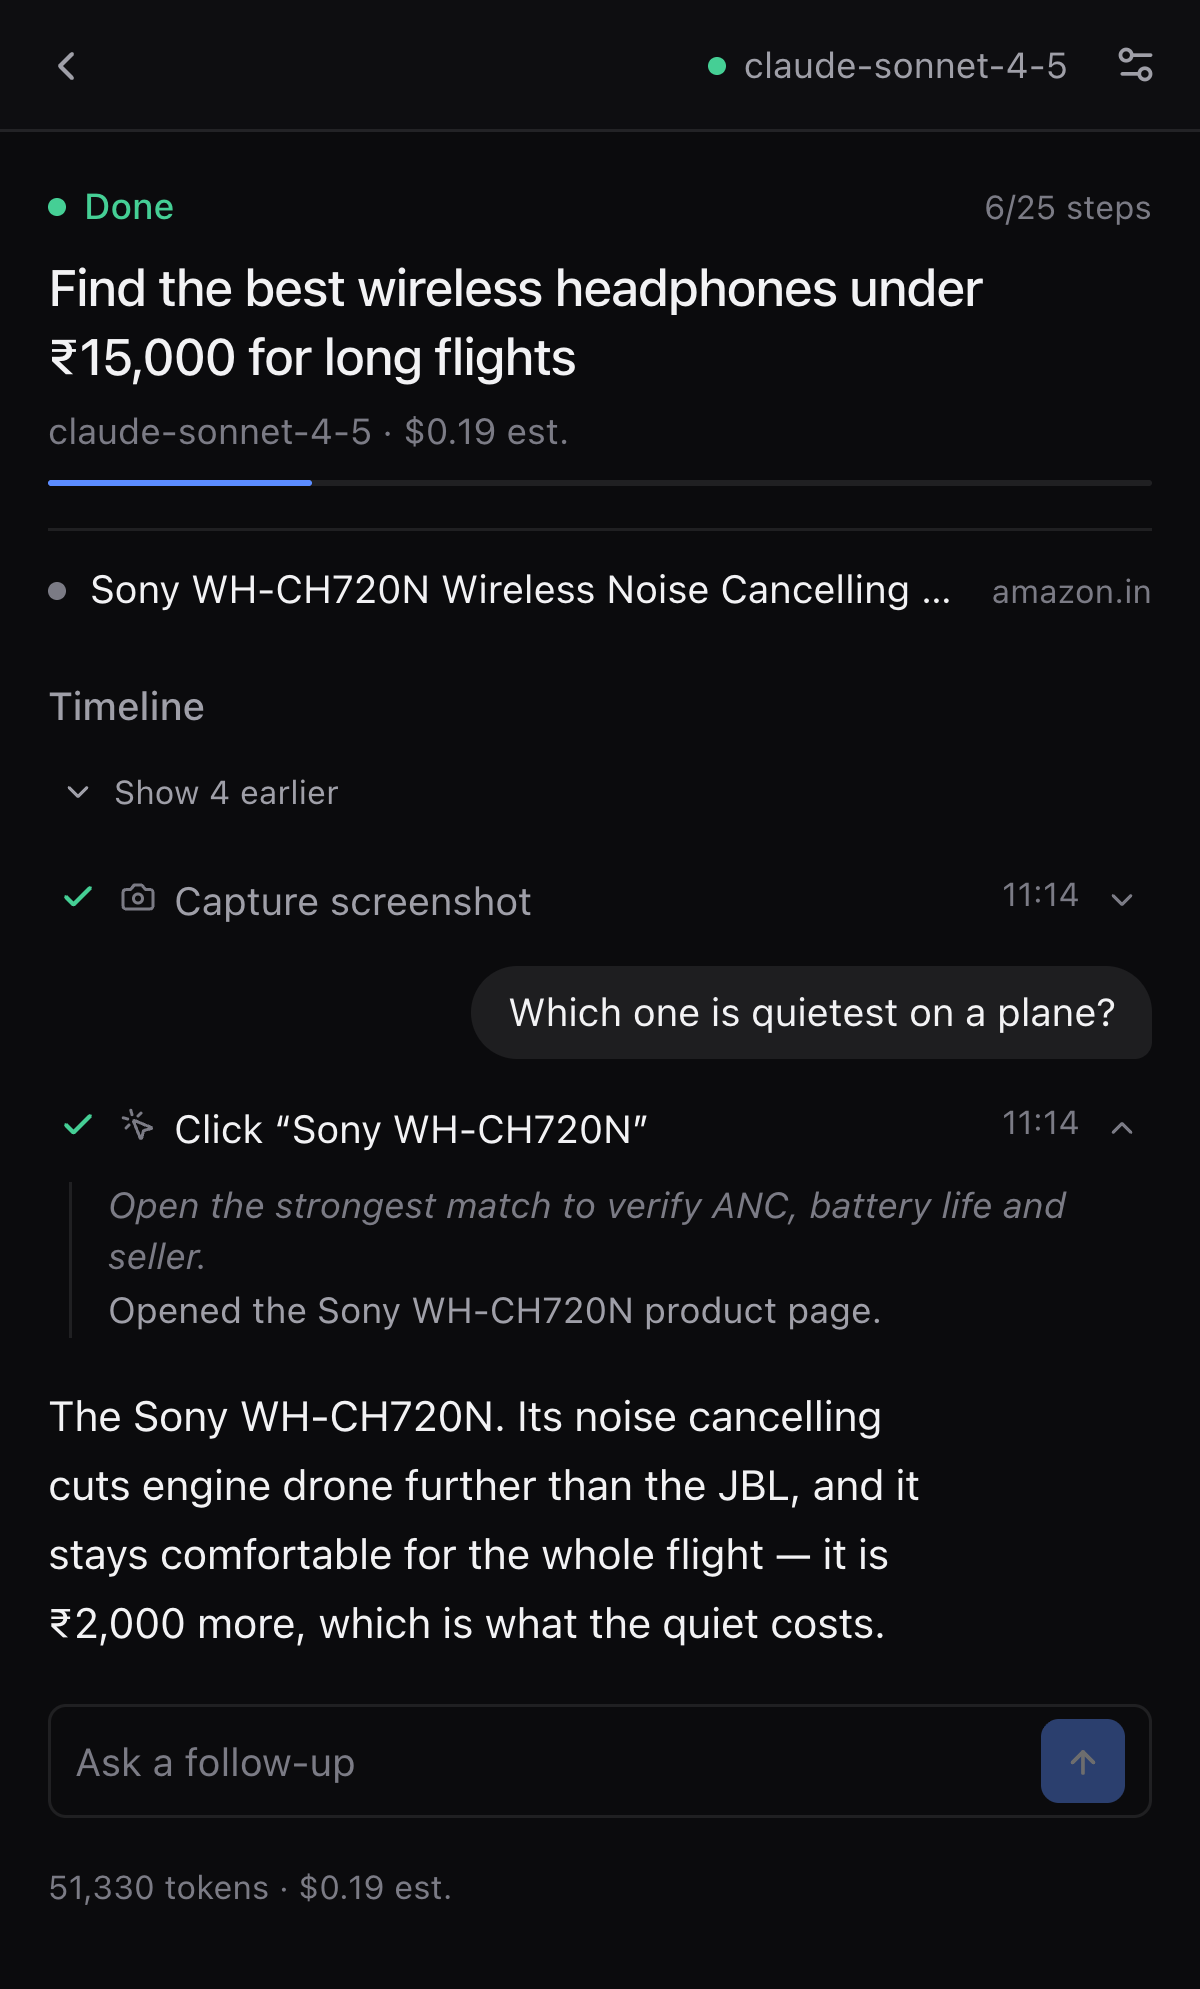 claude-sonnet-4-5
Done
6/25 steps
Find the best wireless headphones under
₹15,000 for long flights
claude-sonnet-4-5 · $0.19 est.
Sony WH-CH720N Wireless Noise Cancelling ...
amazon.in
Timeline
Show 4 earlier
Capture screenshot
11:14
Which one is quietest on a plane?
Click “Sony WH-CH720N”
11:14
Open the strongest match to verify ANC, battery life and
seller.
Opened the Sony WH-CH720N product page.
The Sony WH-CH720N. Its noise cancelling
cuts engine drone further than the JBL, and it
stays comfortable for the whole flight — it is
₹2,000 more, which is what the quiet costs.
Ask a follow-up
51,330 tokens · $0.19 est.